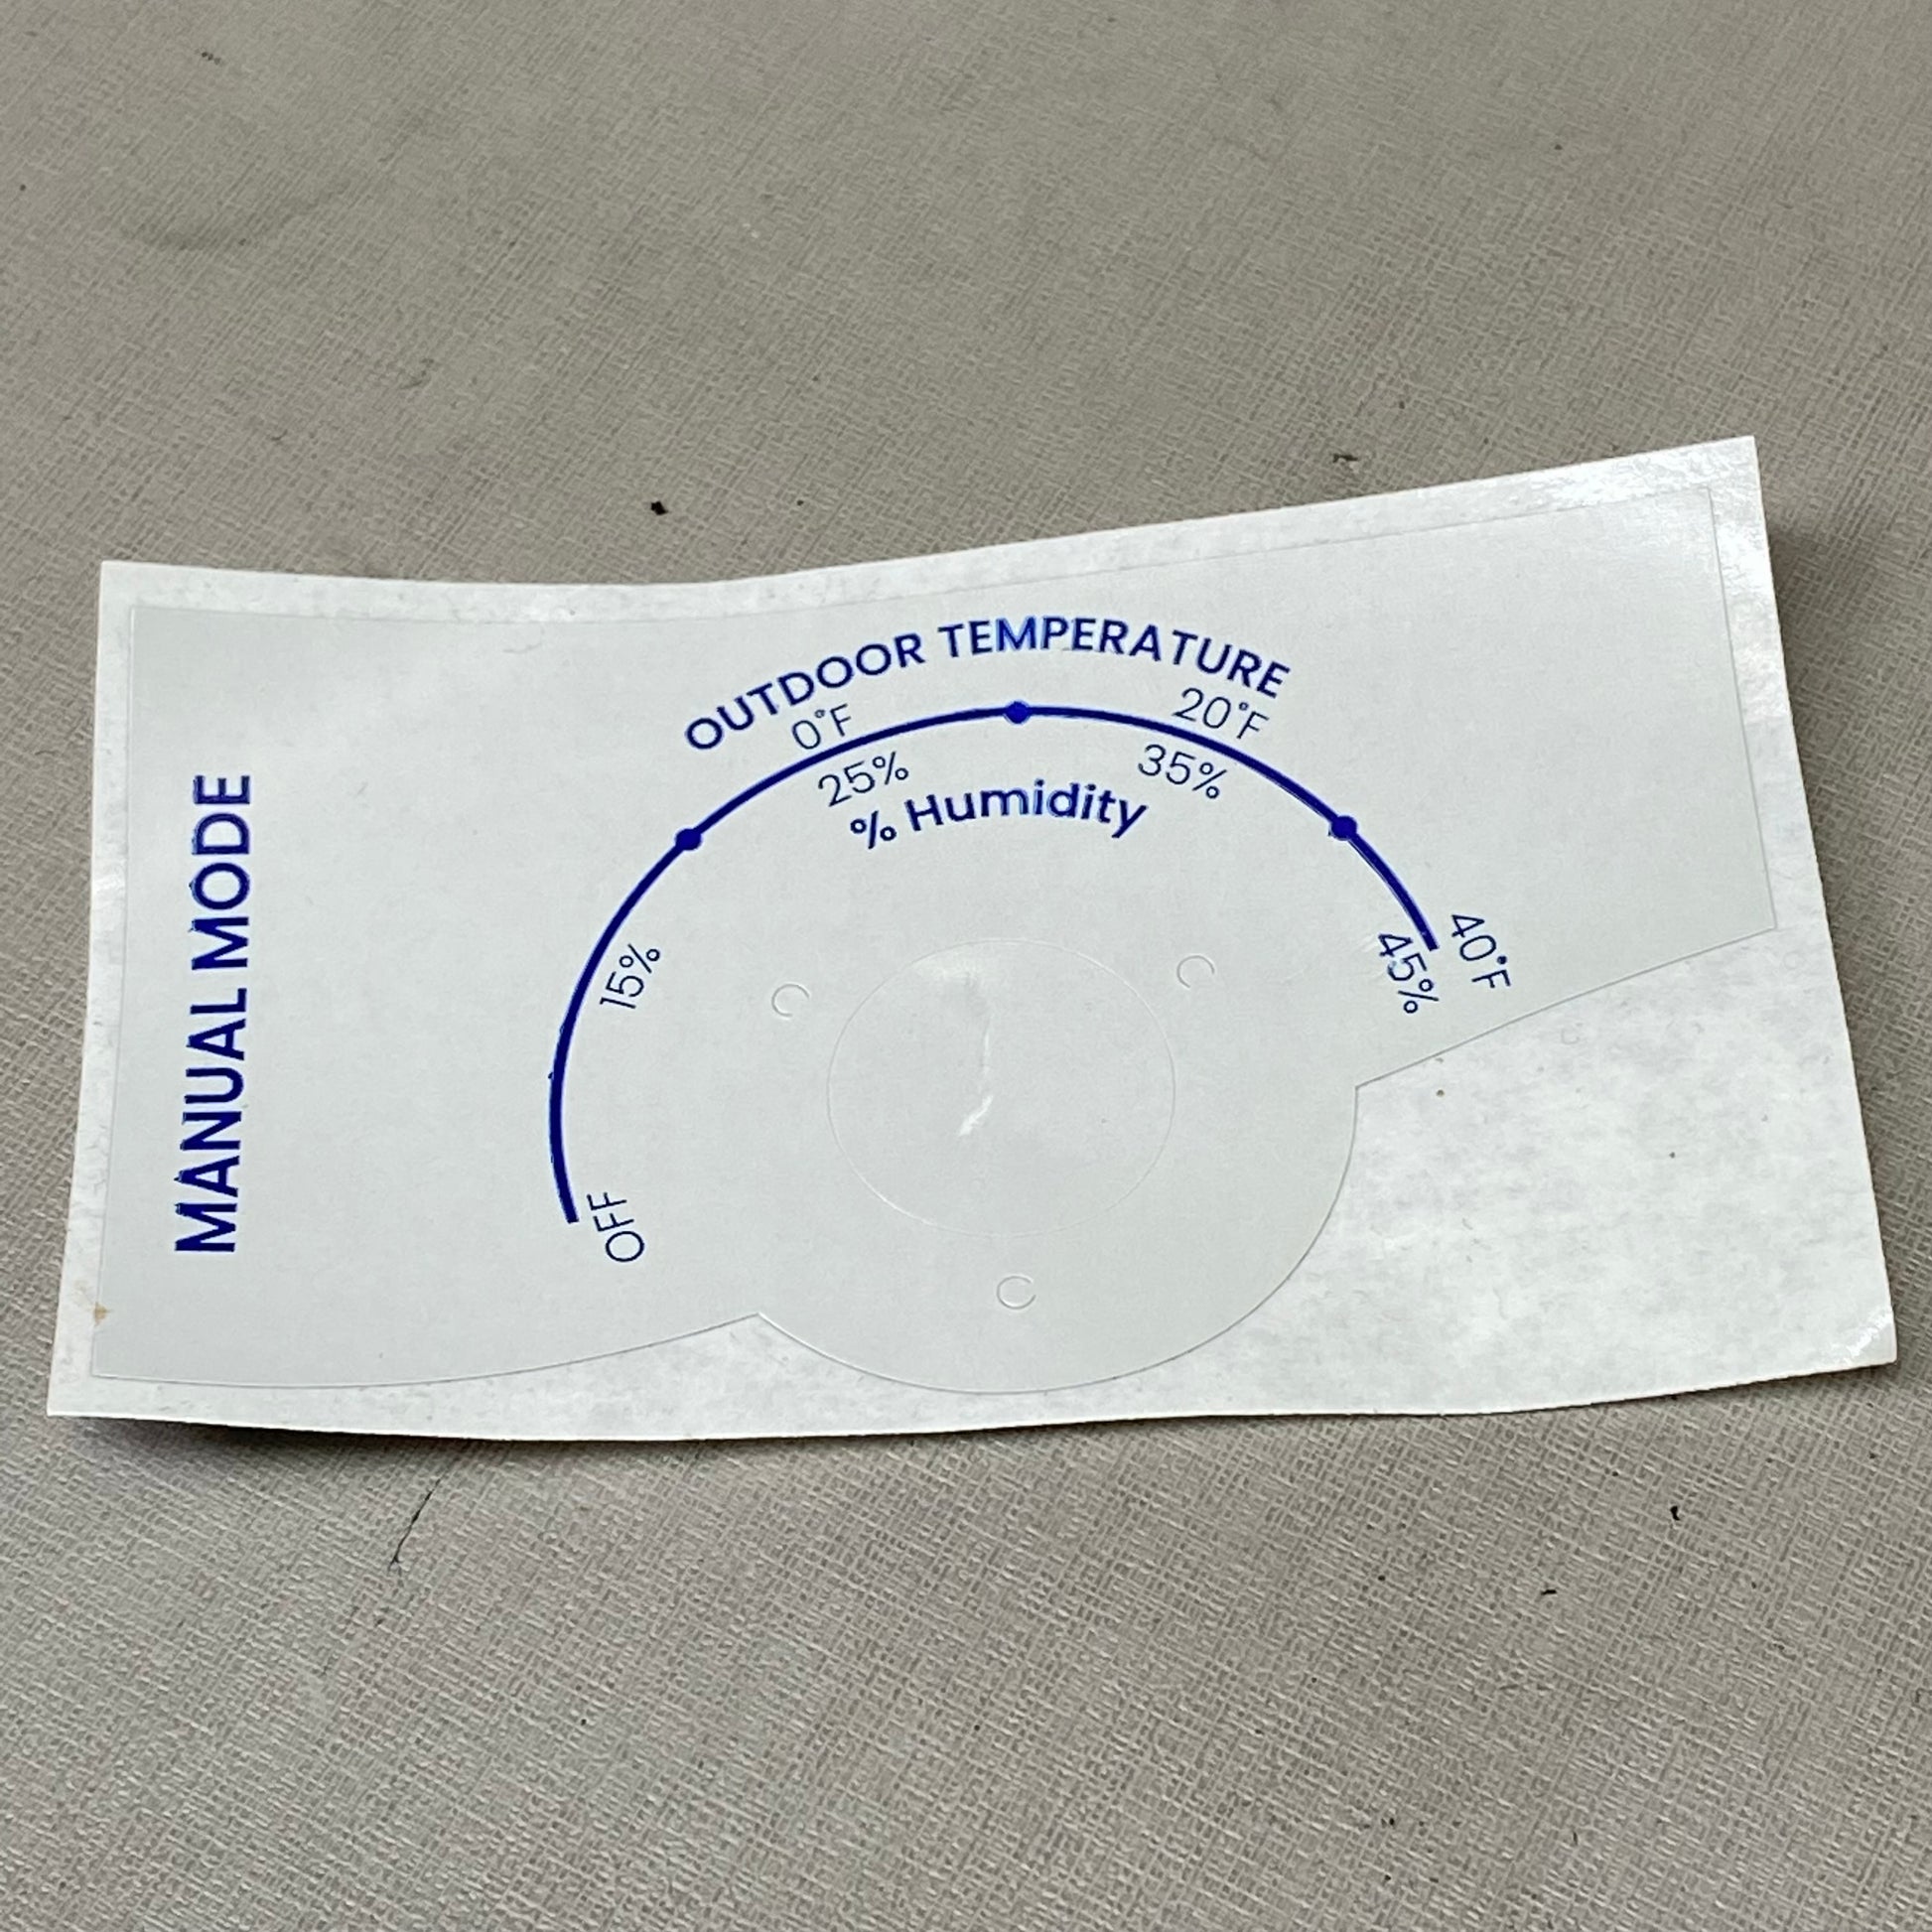 MANUAL MODE
OUTDOOR TEMPERATURE
0°F
20°F
40°F
OFF
15%
25%
35%
45%
% Humidity